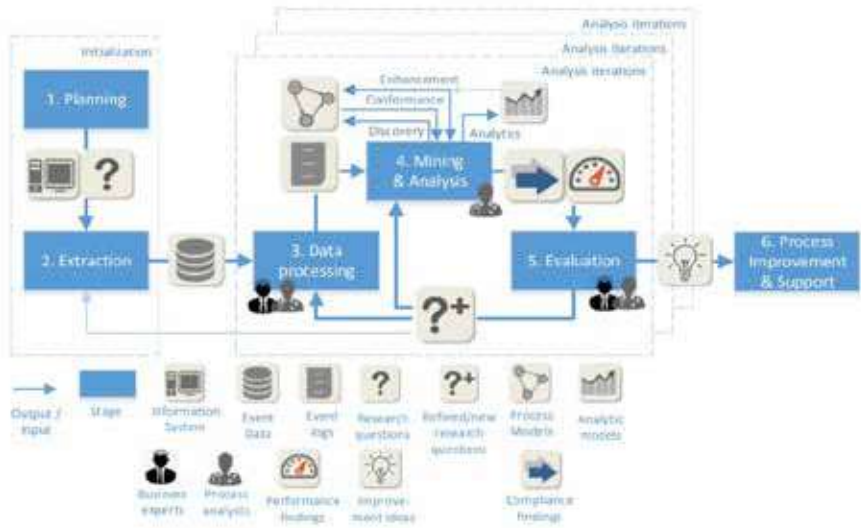 Analysis iterations
Analysis iterations
Analysis iterations
Initialization
1. Planning
Enhancement
Conformance
Discovery
Analytics
4. Mining
& Analysis
?
2. Extraction
3. Data
processing
5. Evaluation
6. Process
Improvement
& Support
?+
?
?+
Output /
Input
Stage
Information
System
Event
Data
Event
logs
Research
questions
Refined/new
research
questions
Process
Models
Analytic
models
Business
experts
Process
analysts
Performance
findings
Improve-
ment ideas
Compliance
findings